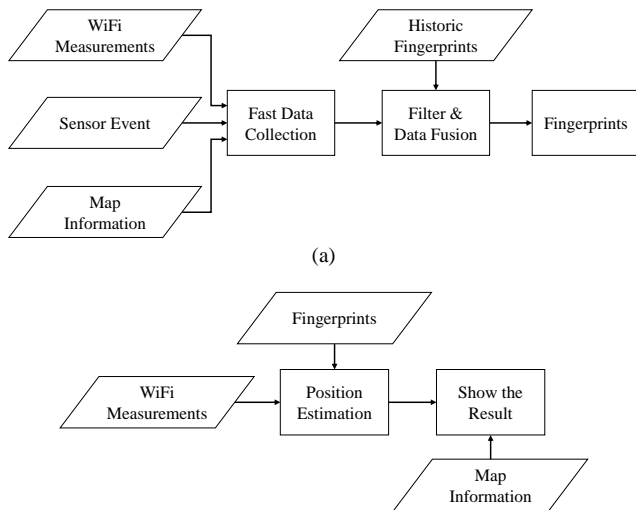 WiFi
Measurements
Historic
Fingerprints
Sensor Event
Fast Data
Collection
Filter &
Data Fusion
Fingerprints
Map
Information
(a)
Fingerprints
WiFi
Measurements
Position
Estimation
Show the
Result
Map
Information